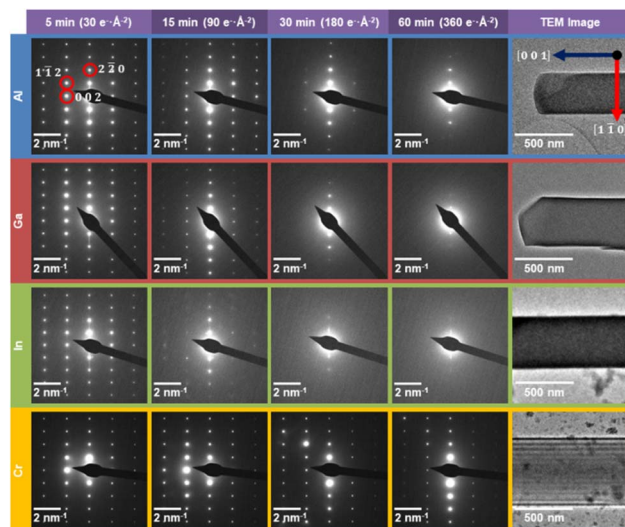 5 min (30 e⁻·Å⁻²) 15 min (90 e⁻·Å⁻²) 30 min (180 e⁻·Å⁻²) 60 min (360 e⁻·Å⁻²) TEM Image
Al
1 1̄ 2 2 2̄ 0
0 0 2
[0 0 1]
[1 1̄ 0
2 nm⁻¹ 2 nm⁻¹ 2 nm⁻¹ 2 nm⁻¹ 500 nm
Ga
2 nm⁻¹ 2 nm⁻¹ 2 nm⁻¹ 2 nm⁻¹ 500 nm
In
2 nm⁻¹ 2 nm⁻¹ 2 nm⁻¹ 2 nm⁻¹ 500 nm
Cr
2 nm⁻¹ 2 nm⁻¹ 2 nm⁻¹ 2 nm⁻¹ 500 nm